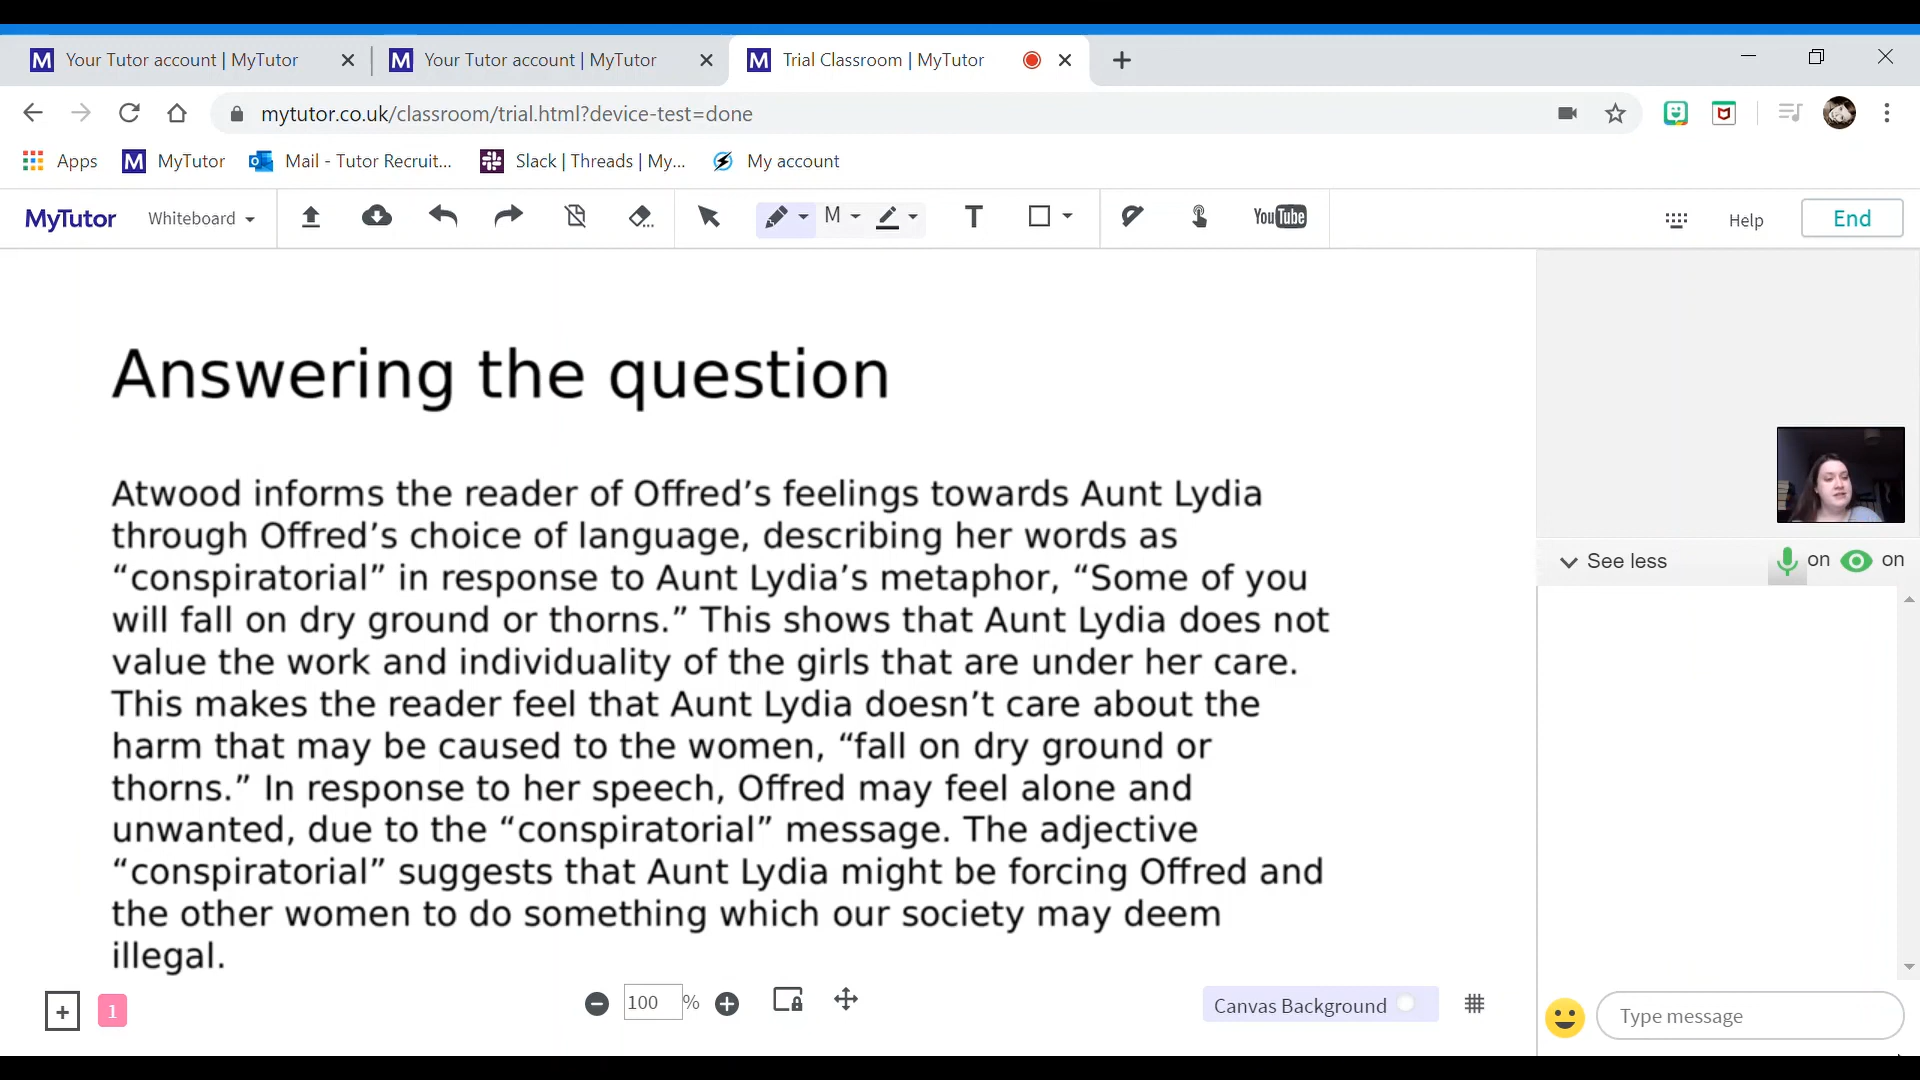 Your Tutor account | MyTutor
Your Tutor account | MyTutor
Trial Classroom | MyTutor
mytutor.co.uk/classroom/trial.html?device-test=done
Apps
MyTutor
Mail - Tutor Recruit...
Slack | Threads | My...
My account
MyTutor
Whiteboard
M
T
YouTube
Help
End
Answering the question
Atwood informs the reader of Offred’s feelings towards Aunt Lydia
through Offred’s choice of language, describing her words as
“conspiratorial” in response to Aunt Lydia’s metaphor, “Some of you
will fall on dry ground or thorns.” This shows that Aunt Lydia does not
value the work and individuality of the girls that are under her care.
This makes the reader feel that Aunt Lydia doesn’t care about the
harm that may be caused to the women, “fall on dry ground or
thorns.” In response to her speech, Offred may feel alone and
unwanted, due to the “conspiratorial” message. The adjective
“conspiratorial” suggests that Aunt Lydia might be forcing Offred and
the other women to do something which our society may deem
illegal.
See less
on
on
1
100 %
Canvas Background
Type message